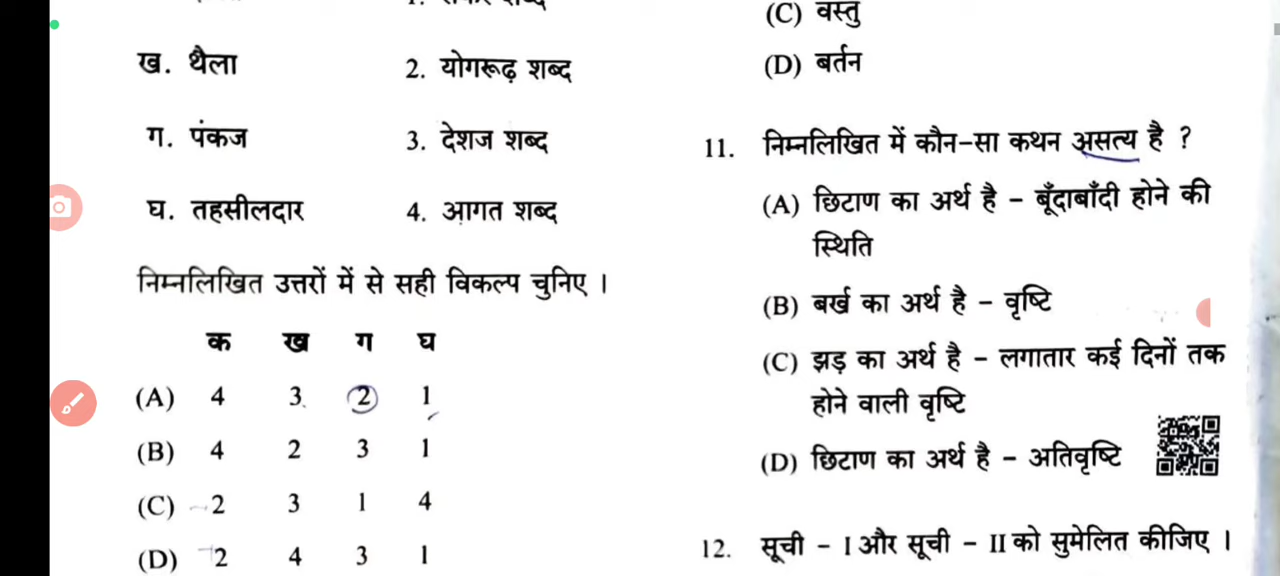 ख. थैला 2. योगरूढ़ शब्द
ग. पंकज 3. देशज शब्द
घ. तहसीलदार 4. आगत शब्द
निम्नलिखित उत्तरों में से सही विकल्प चुनिए ।
क ख ग घ
(A) 4 3 2 1
(B) 4 2 3 1
(C) 2 3 1 4
(D) 2 4 3 1
(C) वस्तु
(D) बर्तन
11. निम्नलिखित में कौन-सा कथन असत्य है ?
(A) छिटाण का अर्थ है - बूँदाबाँदी होने की
स्थिति
(B) बर्ख का अर्थ है - वृष्टि
(C) झड़ का अर्थ है - लगातार कई दिनों तक
होने वाली वृष्टि
(D) छिटाण का अर्थ है - अतिवृष्टि
12. सूची - I और सूची - II को सुमेलित कीजिए ।